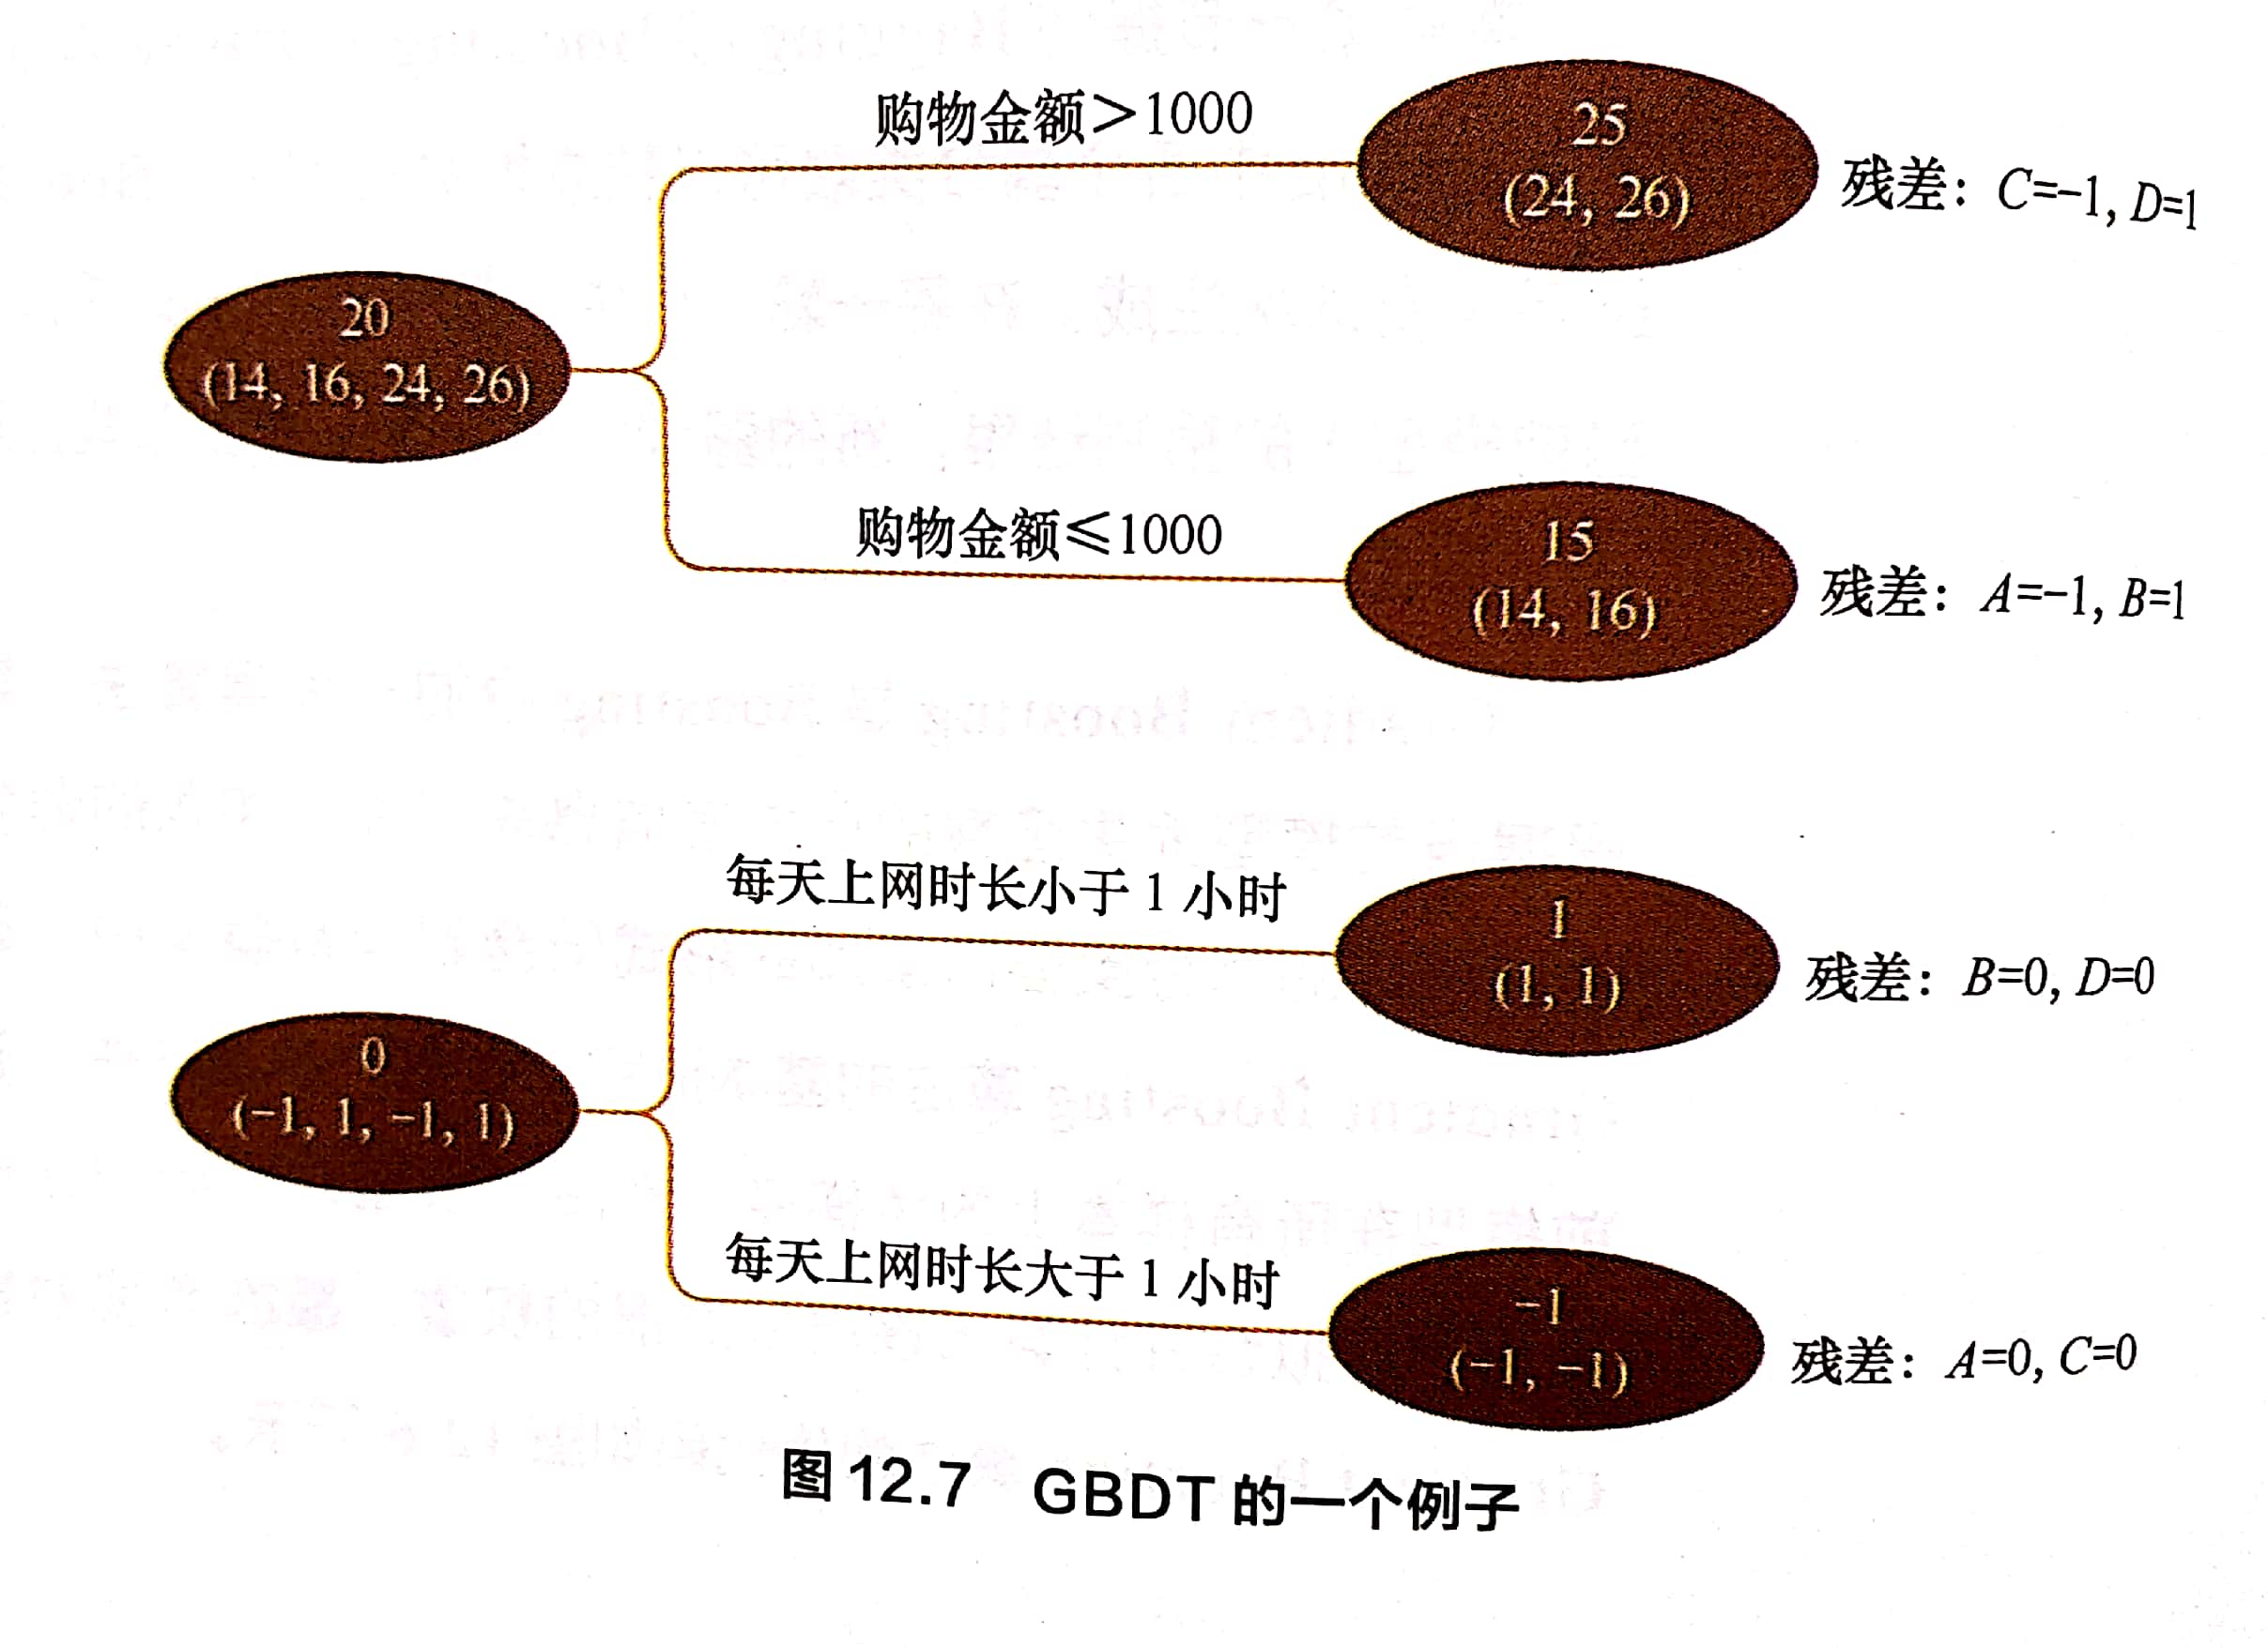 购物金额>1000
25
(24, 26)
残差：C=-1, D=1
20
(14, 16, 24, 26)
购物金额≤1000
15
(14, 16)
残差：A=-1, B=1
每天上网时长小于 1 小时
1
(1, 1)
残差：B=0, D=0
0
(-1, 1, -1, 1)
每天上网时长大于 1 小时
-1
(-1, -1)
残差：A=0, C=0
图 12.7 GBDT 的一个例子